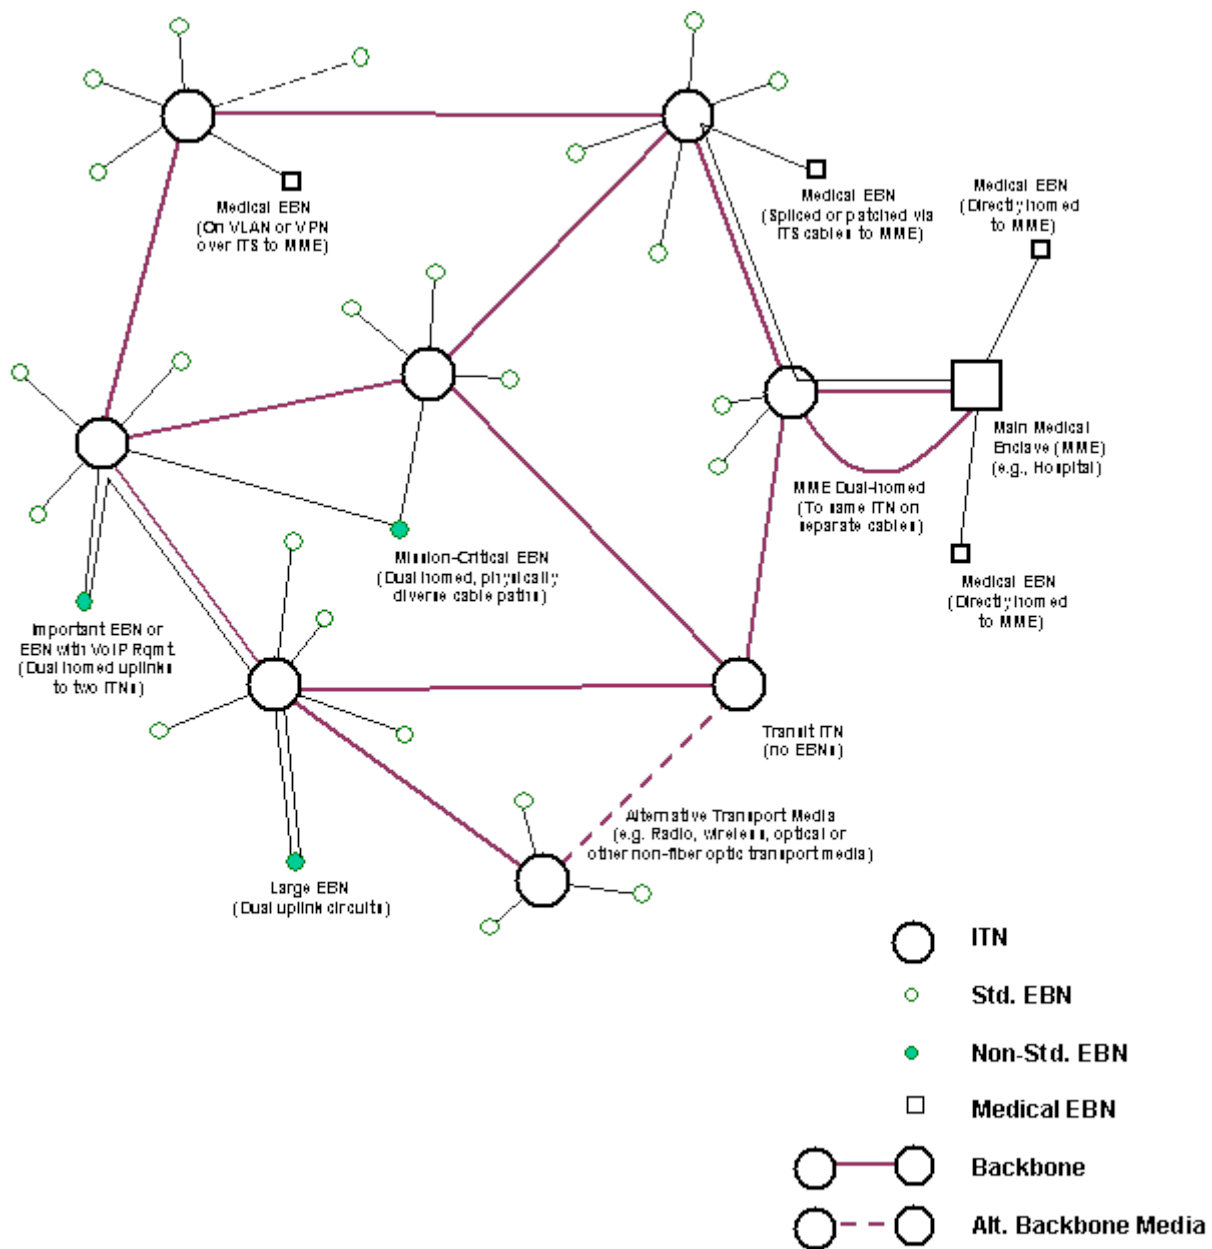 Medical EBN
(On VLAN or VPN
over ITS to MME)
Medical EBN
(Spliced or patched via
ITS cables to MME)
Medical EBN
(Directly homed
to MME)
Main Medical
Enclave (MME)
(e.g., Hospital)
MME Dual-homed
(To same ITN on
separate cables)
Mission-Critical EBN
(Dual homed, physically
diverse cable paths)
Medical EBN
(Directly homed
to MME)
Important EBN or
EBN with VoIP Rqmt.
(Dual homed uplinks
to two ITNs)
Transit ITN
(no EBNs)
Alternative Transport Media
(e.g. Radio, wireless, optical or
other non-fiber optic transport media)
Large EBN
(Dual uplink circuits)
ITN
Std. EBN
Non-Std. EBN
Medical EBN
Backbone
Alt. Backbone Media